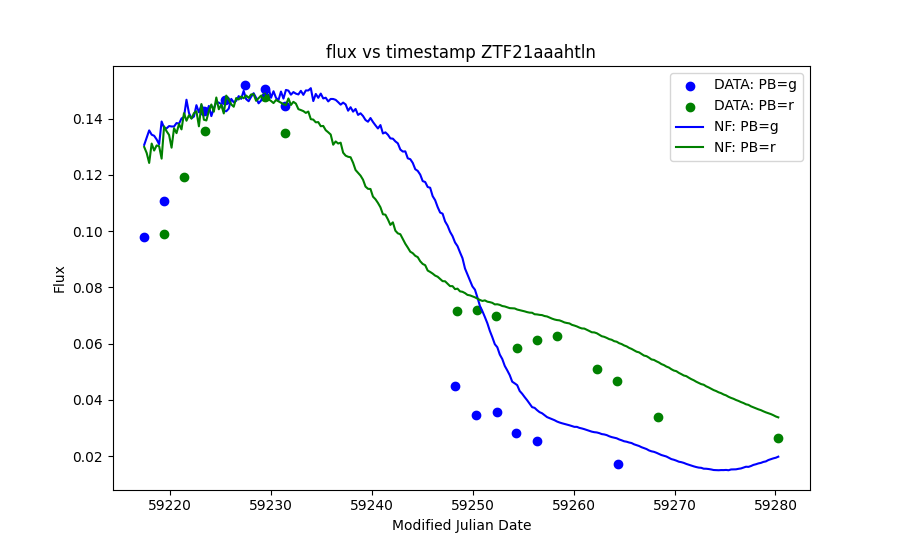 flux vs timestamp ZTF21aaahtln
DATA: PB=g
DATA: PB=r
NF: PB=g
NF: PB=r
0.14
0.12
0.10
0.08
0.06
0.04
0.02
Flux
59220 59230 59240 59250 59260 59270 59280
Modified Julian Date